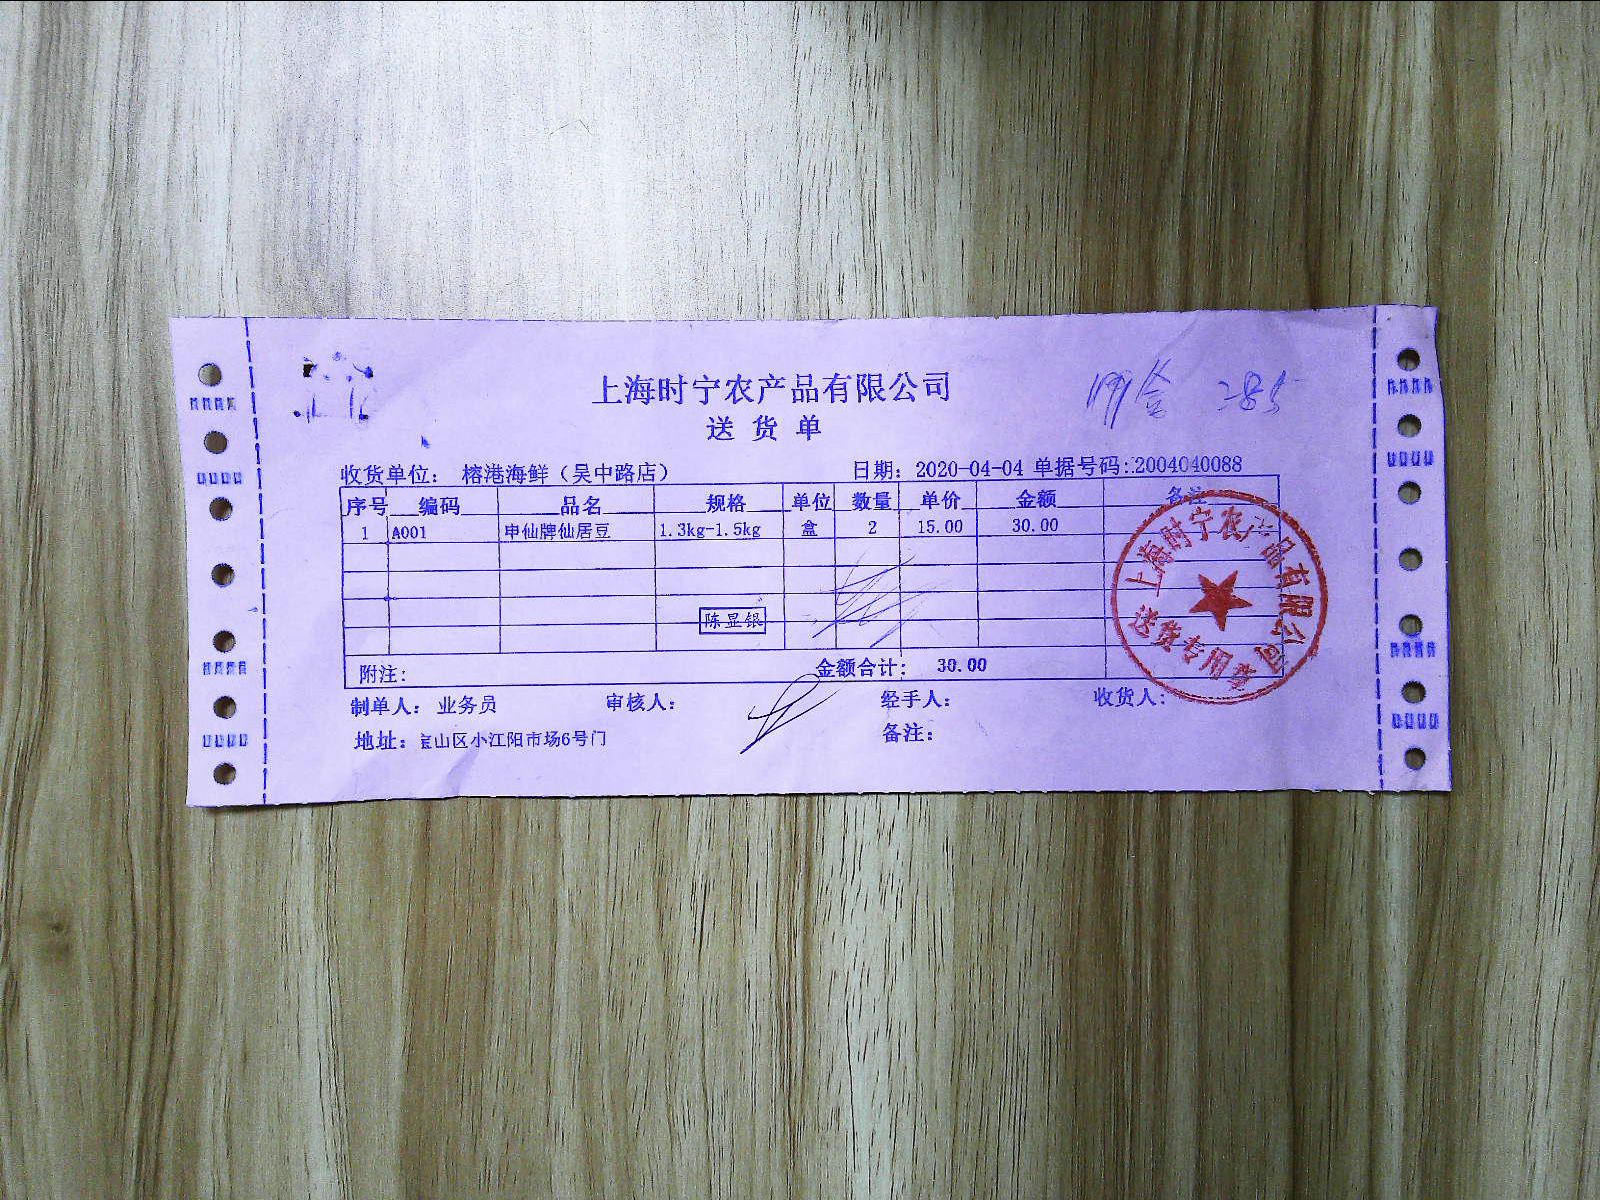 上海时宁农产品有限公司
送货单
收货单位： 榕港海鲜（吴中路店） 日期：2020-04-04 单据号码：2004040088
序号 编码 品名 规格 单位 数量 单价 金额 备注
1 A001 申仙牌仙居豆 1.3kg-1.5kg 盒 2 15.00 30.00
陈显银
附注： 金额合计： 30.00
制单人： 业务员 审核人： 经手人： 收货人：
地址：宝山区小江阳市场6号门 备注：
上海时宁农产品有限公司
送货专用章